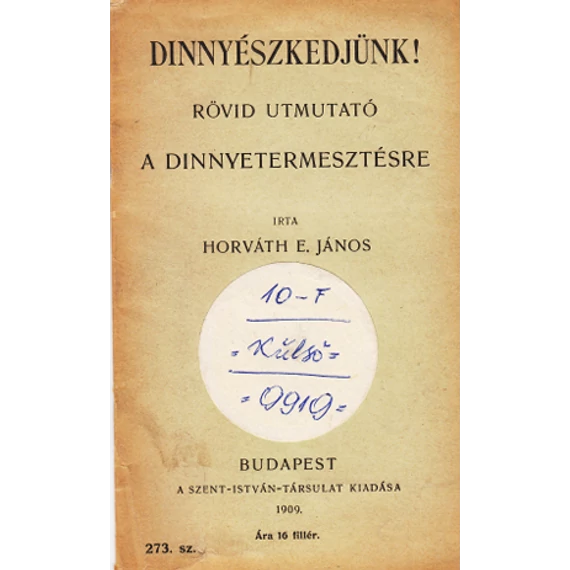 DINNYÉSZKEDJÜNK!
RÖVID UTMUTATÓ
A DINNYETERMESZTÉSRE
IRTA
HORVÁTH E. JÁNOS
10-F
= Külső =
= 9919 =
BUDAPEST
A SZENT-ISTVÁN-TÁRSULAT KIADÁSA
1909.
Ára 16 fillér.
273. sz.